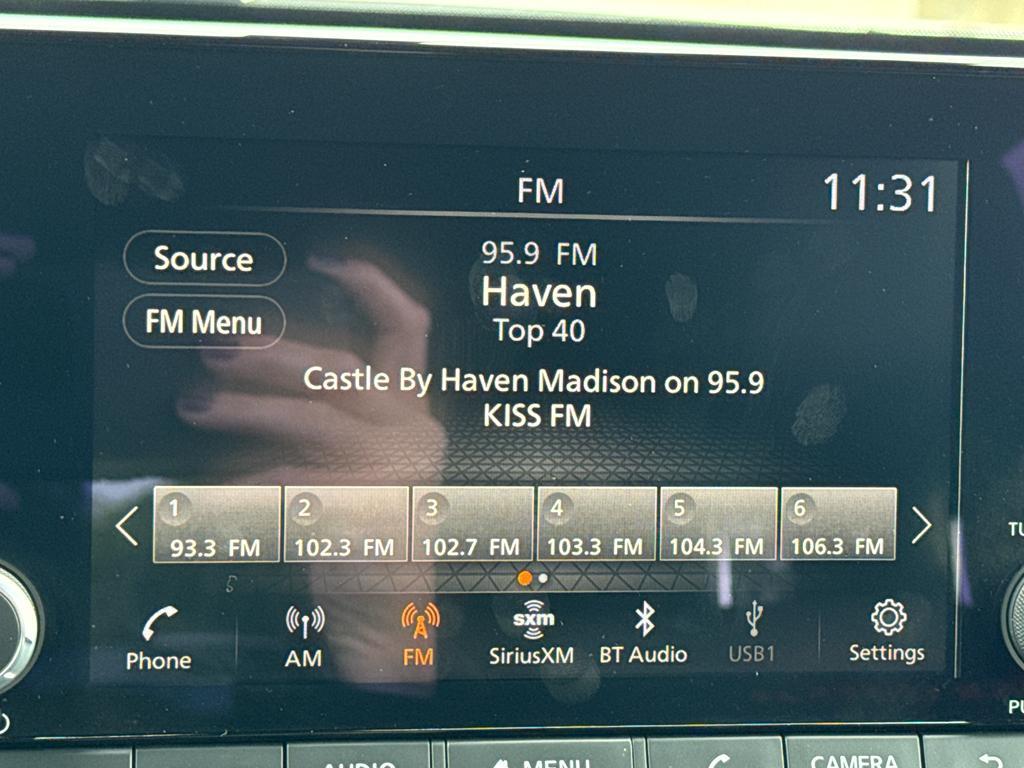 FM
11:31
Source
95.9 FM
Haven
FM Menu
Top 40
Castle By Haven Madison on 95.9
KISS FM
1
2
3
4
5
6
93.3 FM
102.3 FM
102.7 FM
103.3 FM
104.3 FM
106.3 FM
sxm
Phone
AM
FM
SiriusXM
BT Audio
USB1
Settings
AUDIO
MENU
CAMERA